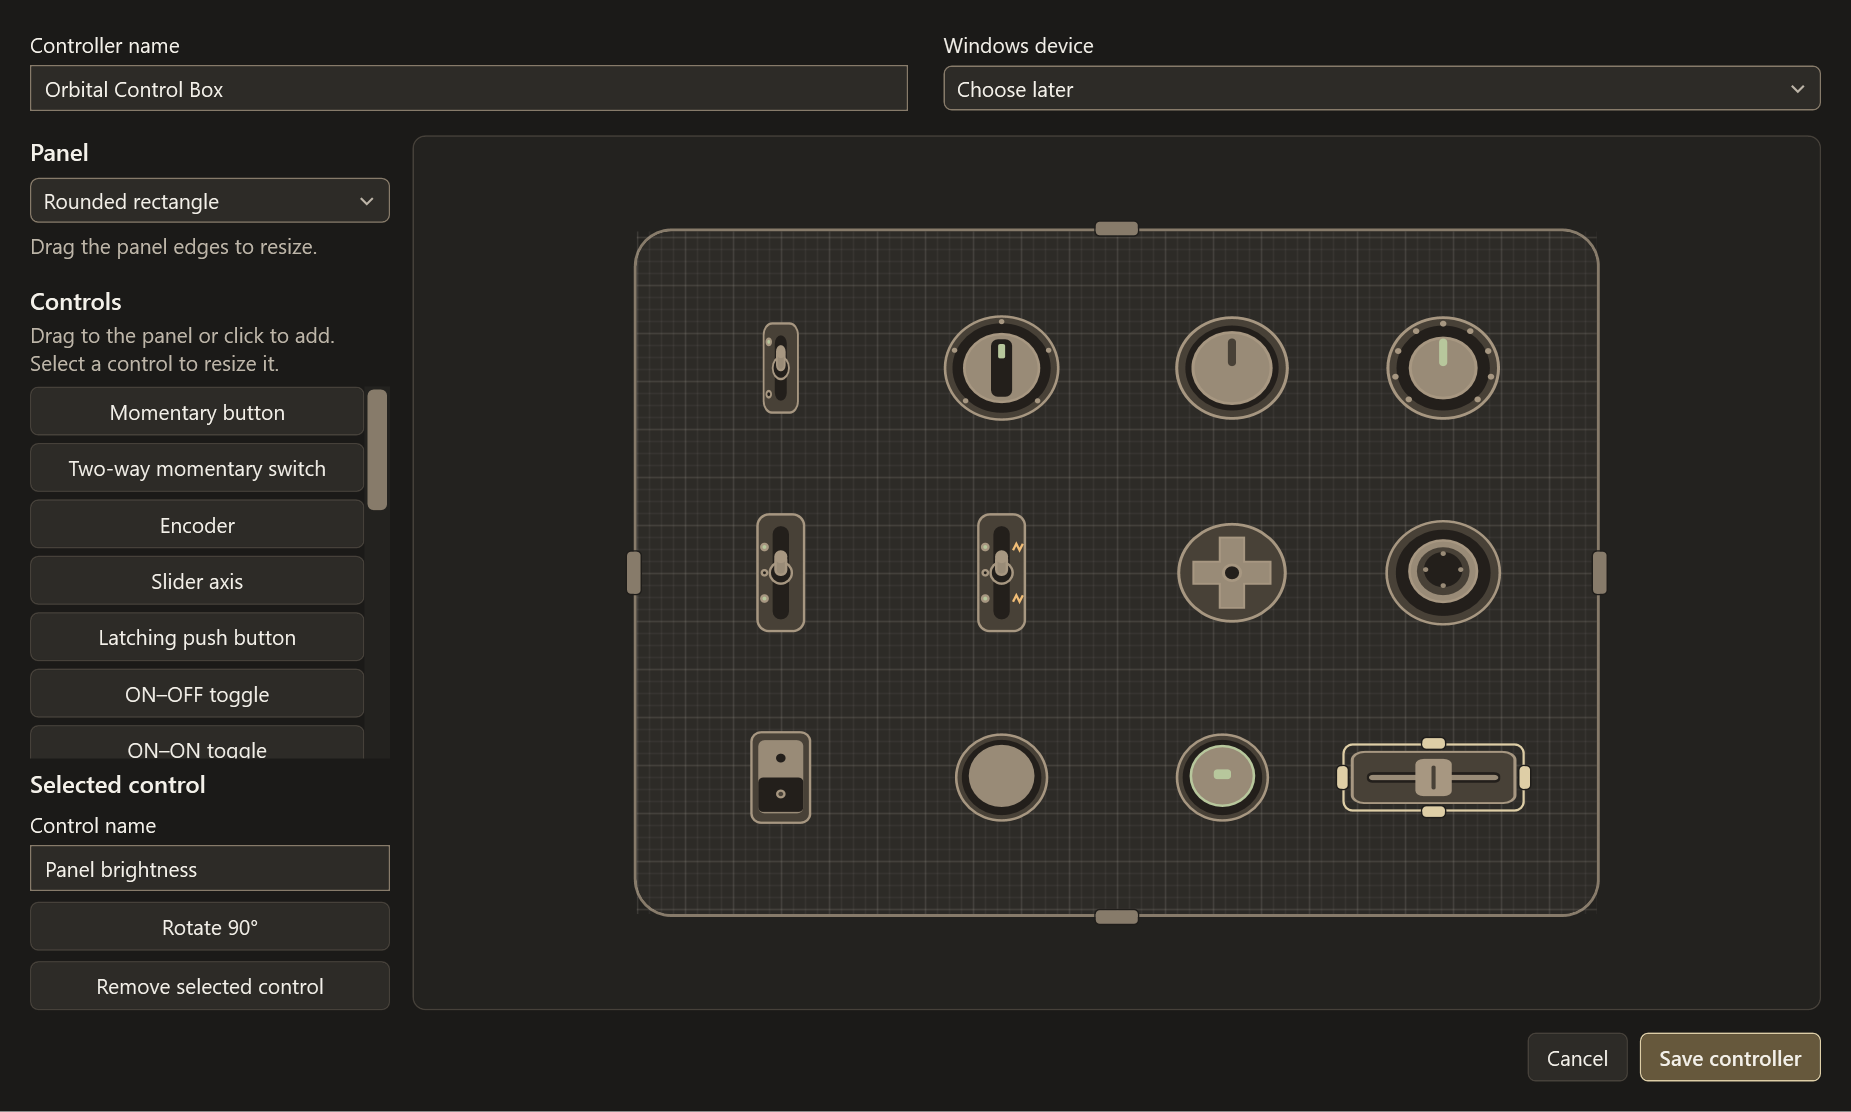 Controller name
Orbital Control Box
Windows device
Choose later
Panel
Rounded rectangle
Drag the panel edges to resize.
Controls
Drag to the panel or click to add.
Select a control to resize it.
Momentary button
Two-way momentary switch
Encoder
Slider axis
Latching push button
ON–OFF toggle
ON–ON toggle
Selected control
Control name
Panel brightness
Rotate 90°
Remove selected control
Cancel
Save controller